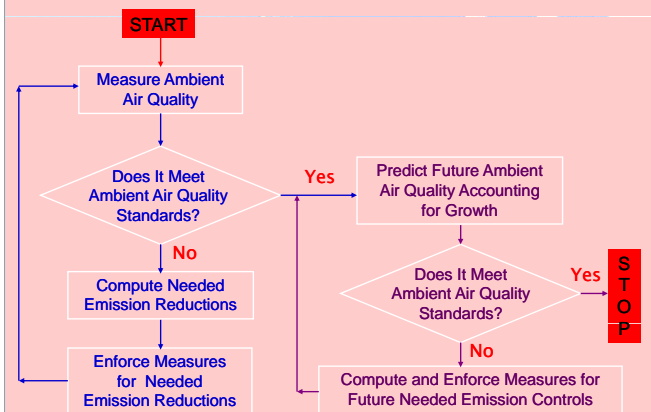 START
Measure Ambient
Air Quality
Does It Meet
Ambient Air Quality
Standards?
Yes
No
Compute Needed
Emission Reductions
Enforce Measures
for Needed
Emission Reductions
Predict Future Ambient
Air Quality Accounting
for Growth
Does It Meet
Ambient Air Quality
Standards?
Yes
S
T
O
P
No
Compute and Enforce Measures for
Future Needed Emission Controls